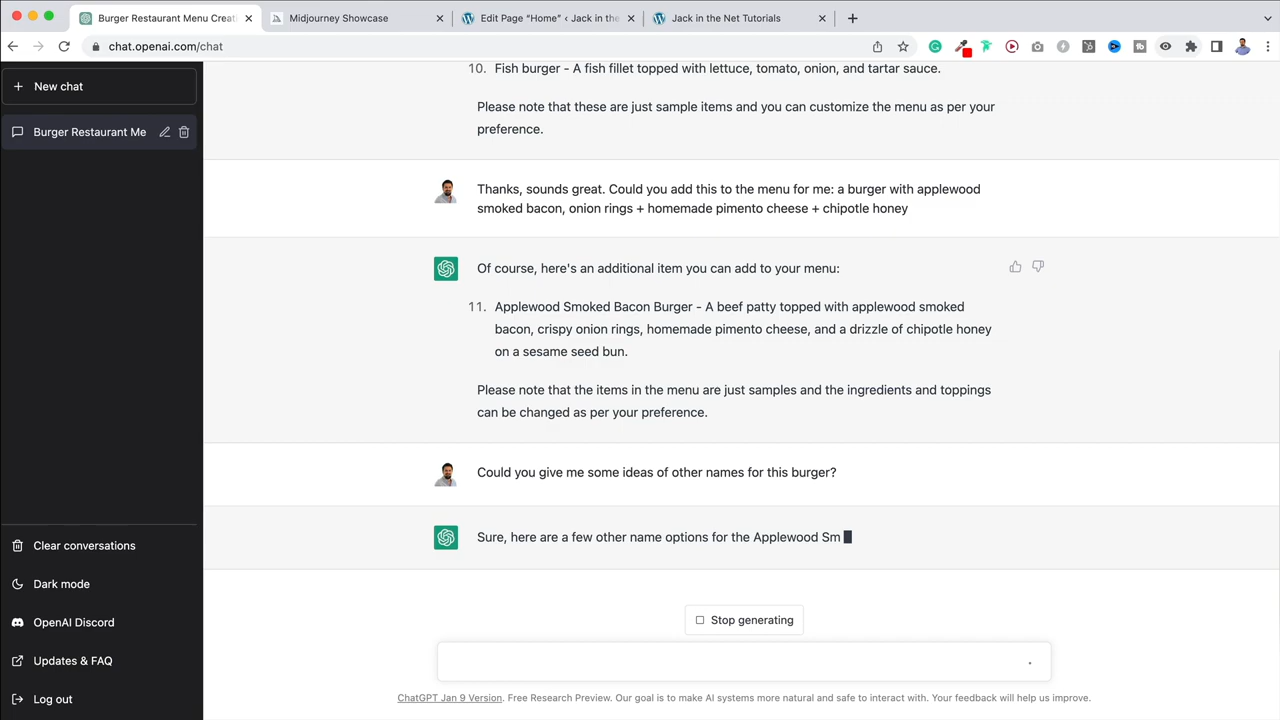 Burger Restaurant Menu Creati
Midjourney Showcase
Edit Page “Home” ‹ Jack in the
Jack in the Net Tutorials
chat.openai.com/chat
New chat
Burger Restaurant Me
10. Fish burger - A fish fillet topped with lettuce, tomato, onion, and tartar sauce.
Please note that these are just sample items and you can customize the menu as per your
preference.
Thanks, sounds great. Could you add this to the menu for me: a burger with applewood
smoked bacon, onion rings + homemade pimento cheese + chipotle honey
Of course, here's an additional item you can add to your menu:
11. Applewood Smoked Bacon Burger - A beef patty topped with applewood smoked
bacon, crispy onion rings, homemade pimento cheese, and a drizzle of chipotle honey
on a sesame seed bun.
Please note that the items in the menu are just samples and the ingredients and toppings
can be changed as per your preference.
Could you give me some ideas of other names for this burger?
Sure, here are a few other name options for the Applewood Sm
Clear conversations
Dark mode
OpenAI Discord
Updates & FAQ
Log out
Stop generating
ChatGPT Jan 9 Version. Free Research Preview. Our goal is to make AI systems more natural and safe to interact with. Your feedback will help us improve.